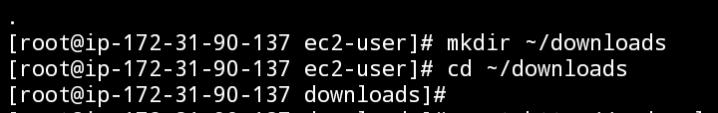 .
[root@ip-172-31-90-137 ec2-user]# mkdir ~/downloads
[root@ip-172-31-90-137 ec2-user]# cd ~/downloads
[root@ip-172-31-90-137 downloads]#